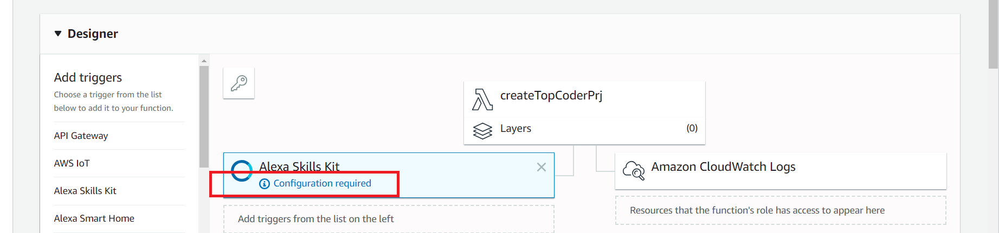 Designer
Add triggers
Choose a trigger from the list
below to add it to your function.
API Gateway
AWS IoT
Alexa Skills Kit
Alexa Smart Home
createTopCoderPrj
Layers (0)
Alexa Skills Kit
Configuration required
Add triggers from the list on the left
Amazon CloudWatch Logs
Resources that the function's role has access to appear here